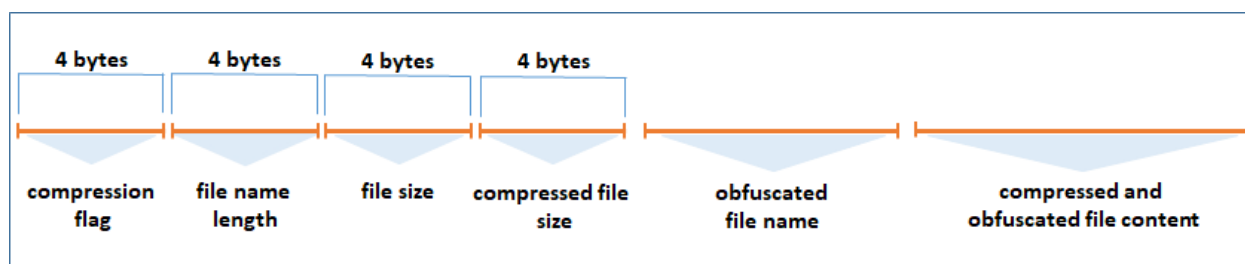 4 bytes 4 bytes 4 bytes 4 bytes
compression file name file size compressed file obfuscated compressed and
flag length size file name obfuscated file content